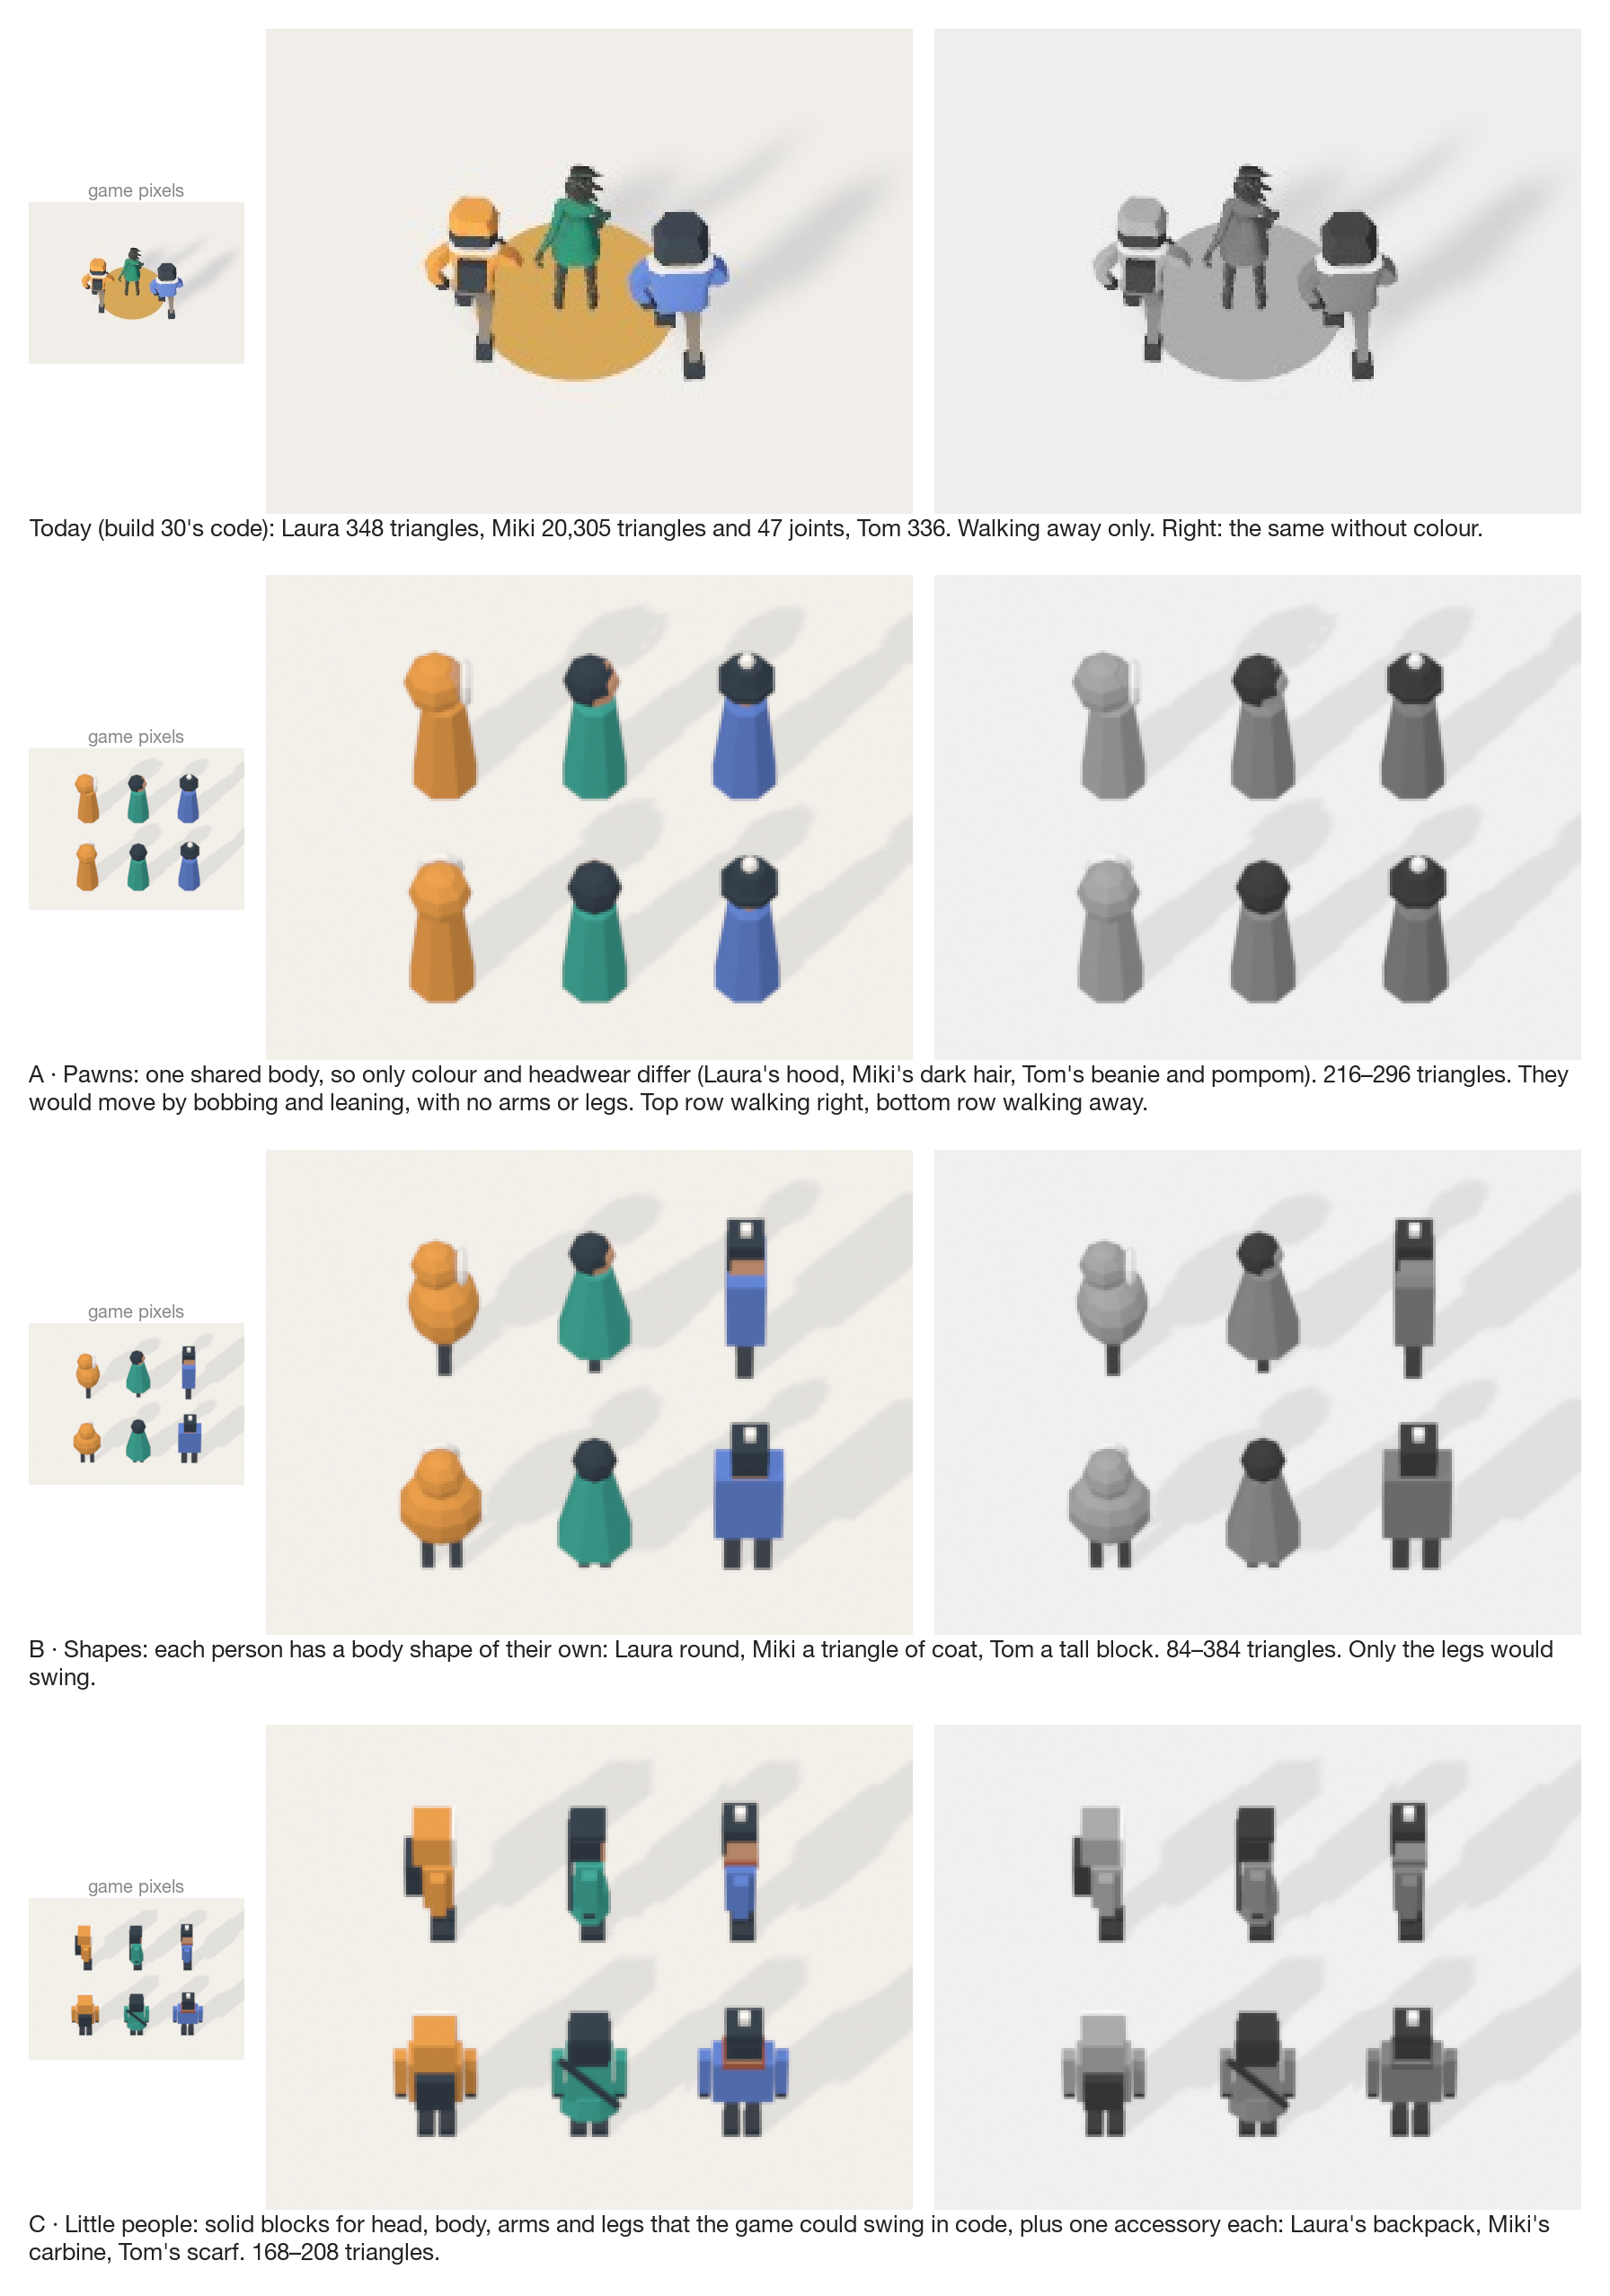 game pixels
Today (build 30's code): Laura 348 triangles, Miki 20,305 triangles and 47 joints, Tom 336. Walking away only. Right: the same without colour.
game pixels
A · Pawns: one shared body, so only colour and headwear differ (Laura's hood, Miki's dark hair, Tom's beanie and pompom). 216–296 triangles. They
would move by bobbing and leaning, with no arms or legs. Top row walking right, bottom row walking away.
game pixels
B · Shapes: each person has a body shape of their own: Laura round, Miki a triangle of coat, Tom a tall block. 84–384 triangles. Only the legs would
swing.
game pixels
C · Little people: solid blocks for head, body, arms and legs that the game could swing in code, plus one accessory each: Laura's backpack, Miki's
carbine, Tom's scarf. 168–208 triangles.